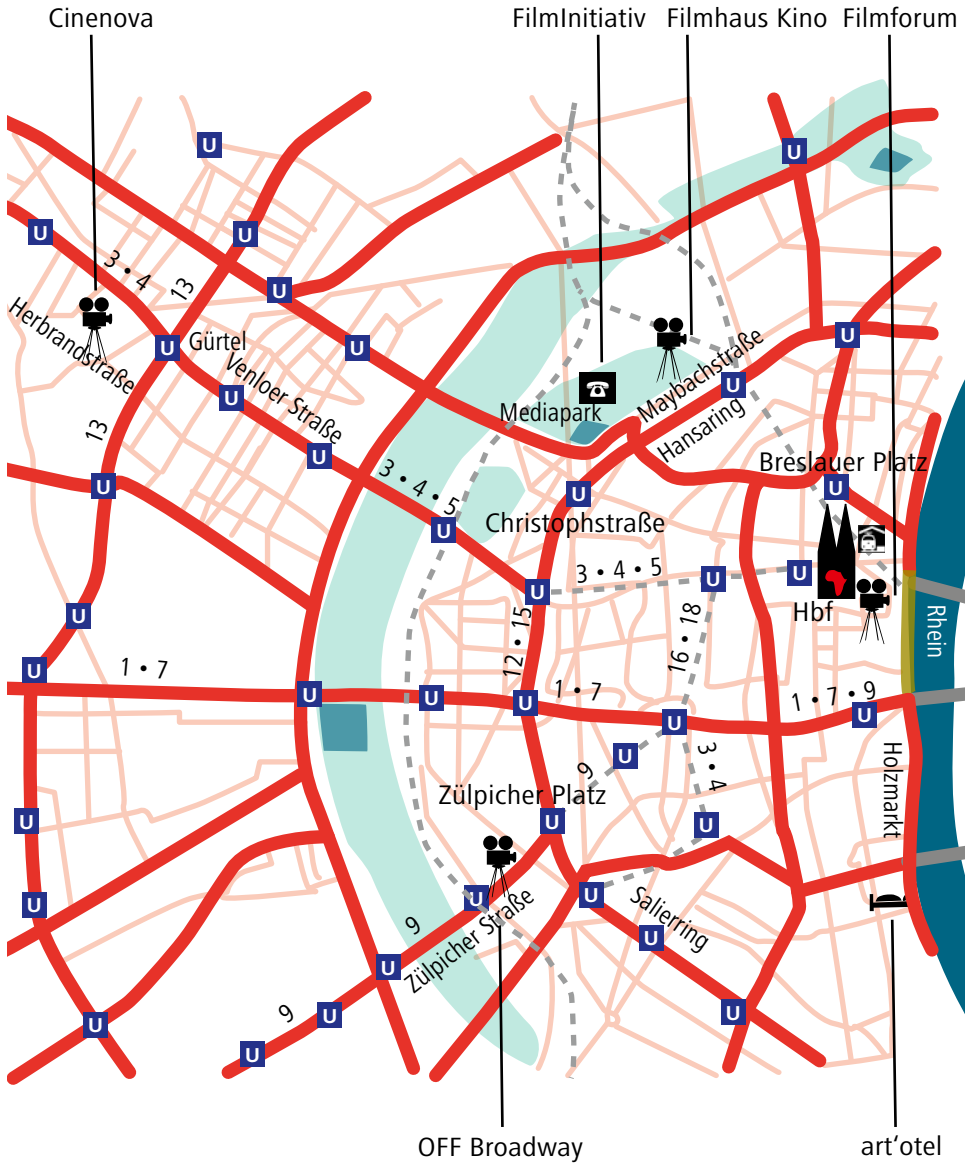 Cinenova
FilmInitiativ
Filmhaus Kino
Filmforum
U
U
U
U
3 • 4
13
U
Herbrandstraße
U
Gürtel
U
U
Venloer Straße
U
U
Maybachstraße
Mediapark
Hansaring
13
U
U
3 • 4 • 5
Breslauer Platz
U
U
U
Christophstraße
U
3 • 4 • 5
U
U
U
Hbf
Rhein
U
12 • 15
16 • 18
U
1 • 7
U
U
U
1 • 7
1 • 7 • 9
U
U
U
9
3 • 4
Holzmarkt
Zülpicher Platz
U
U
U
U
U
U
Salierring
U
9
Zülpicher Straße
U
9
U
U
U
U
OFF Broadway
art'otel